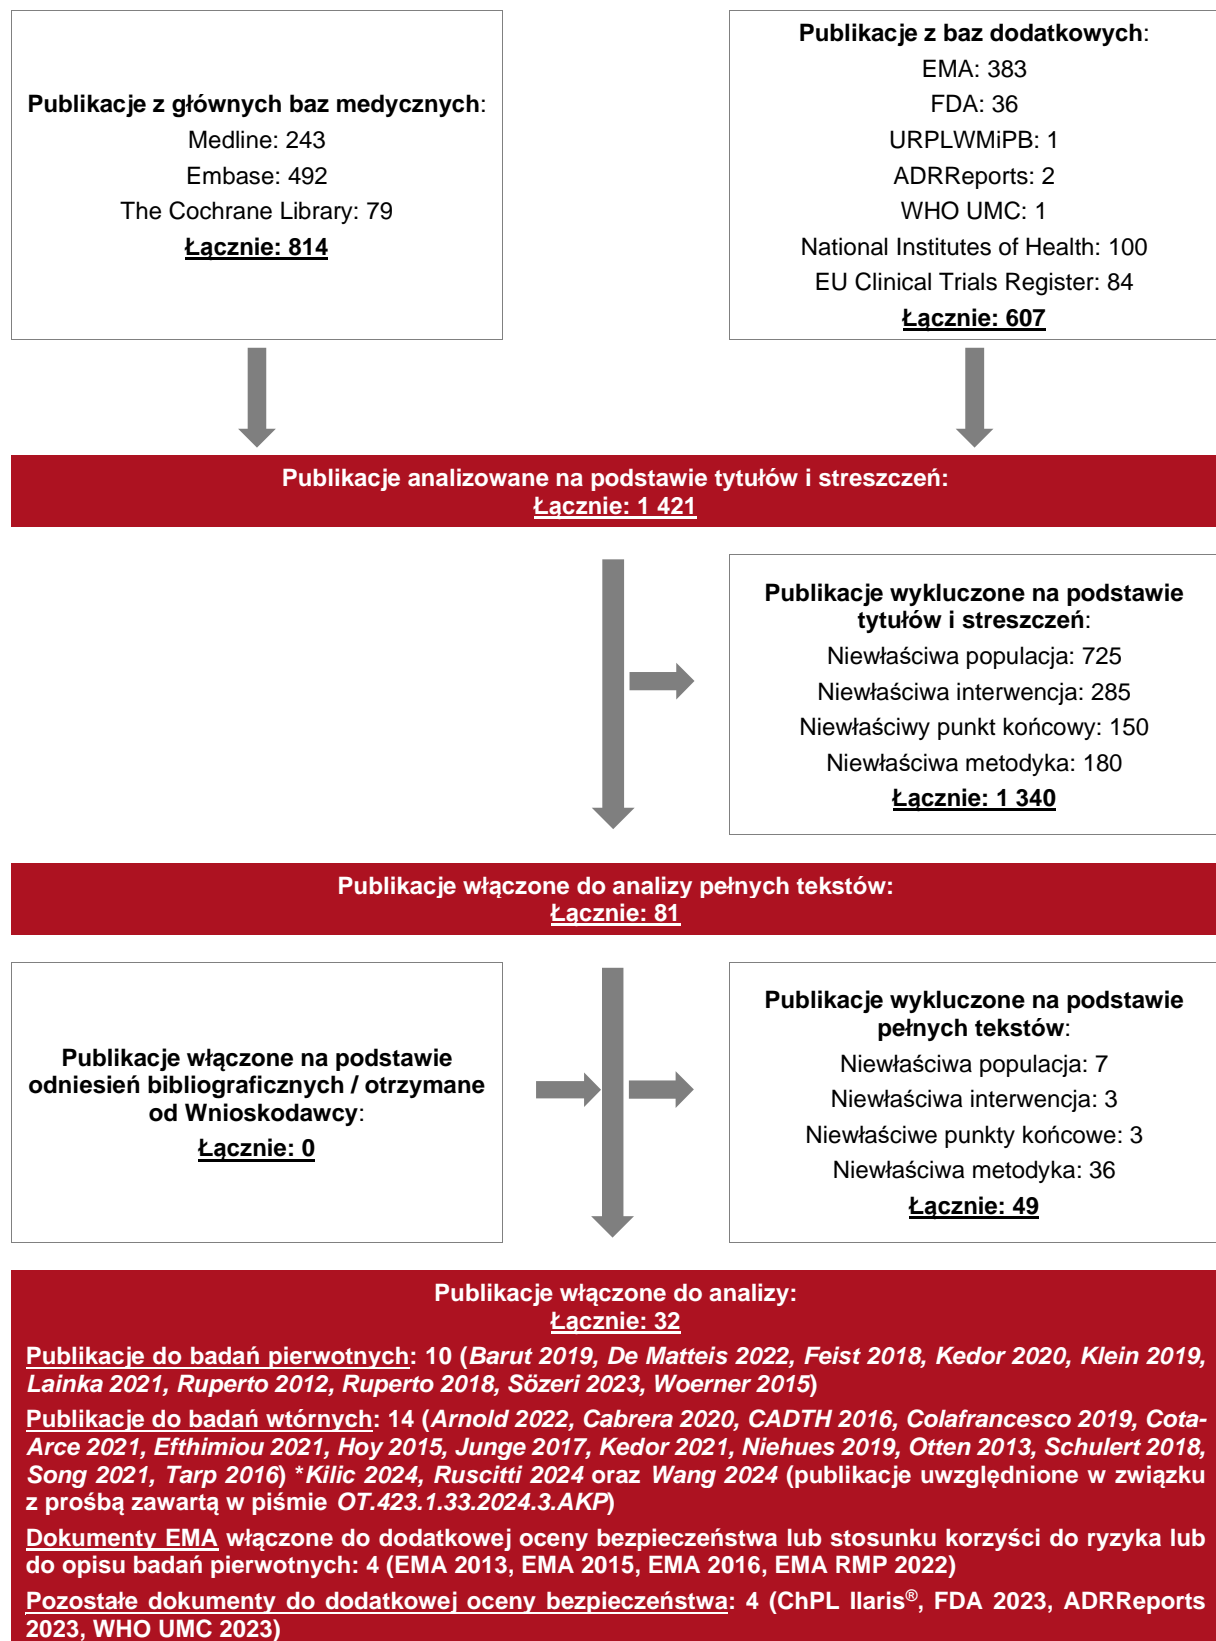 Publikacje z głównych baz medycznych:
Medline: 243
Embase: 492
The Cochrane Library: 79
Łącznie: 814
Publikacje z baz dodatkowych:
EMA: 383
FDA: 36
URPLWMiPB: 1
ADRReports: 2
WHO UMC: 1
National Institutes of Health: 100
EU Clinical Trials Register: 84
Łącznie: 607
Publikacje analizowane na podstawie tytułów i streszczeń:
Łącznie: 1 421
Publikacje wykluczone na podstawie
tytułów i streszczeń:
Niewłaściwa populacja: 725
Niewłaściwa interwencja: 285
Niewłaściwy punkt końcowy: 150
Niewłaściwa metodyka: 180
Łącznie: 1 340
Publikacje włączone do analizy pełnych tekstów:
Łącznie: 81
Publikacje włączone na podstawie
odniesień bibliograficznych / otrzymane
od Wnioskodawcy:
Łącznie: 0
Publikacje wykluczone na podstawie
pełnych tekstów:
Niewłaściwa populacja: 7
Niewłaściwa interwencja: 3
Niewłaściwe punkty końcowe: 3
Niewłaściwa metodyka: 36
Łącznie: 49
Publikacje włączone do analizy:
Łącznie: 32
Publikacje do badań pierwotnych: 10 (Barut 2019, De Matteis 2022, Feist 2018, Kedor 2020, Klein 2019,
Lainka 2021, Ruperto 2012, Ruperto 2018, Sözeri 2023, Woerner 2015)
Publikacje do badań wtórnych: 14 (Arnold 2022, Cabrera 2020, CADTH 2016, Colafrancesco 2019, Cota-
Arce 2021, Efthimiou 2021, Hoy 2015, Junge 2017, Kedor 2021, Niehues 2019, Otten 2013, Schulert 2018,
Song 2021, Tarp 2016) *Kilic 2024, Ruscitti 2024 oraz Wang 2024 (publikacje uwzględnione w związku
z prośbą zawartą w piśmie OT.423.1.33.2024.3.AKP)
Dokumenty EMA włączone do dodatkowej oceny bezpieczeństwa lub stosunku korzyści do ryzyka lub
do opisu badań pierwotnych: 4 (EMA 2013, EMA 2015, EMA 2016, EMA RMP 2022)
Pozostałe dokumenty do dodatkowej oceny bezpieczeństwa: 4 (ChPL Ilaris®, FDA 2023, ADRReports
2023, WHO UMC 2023)